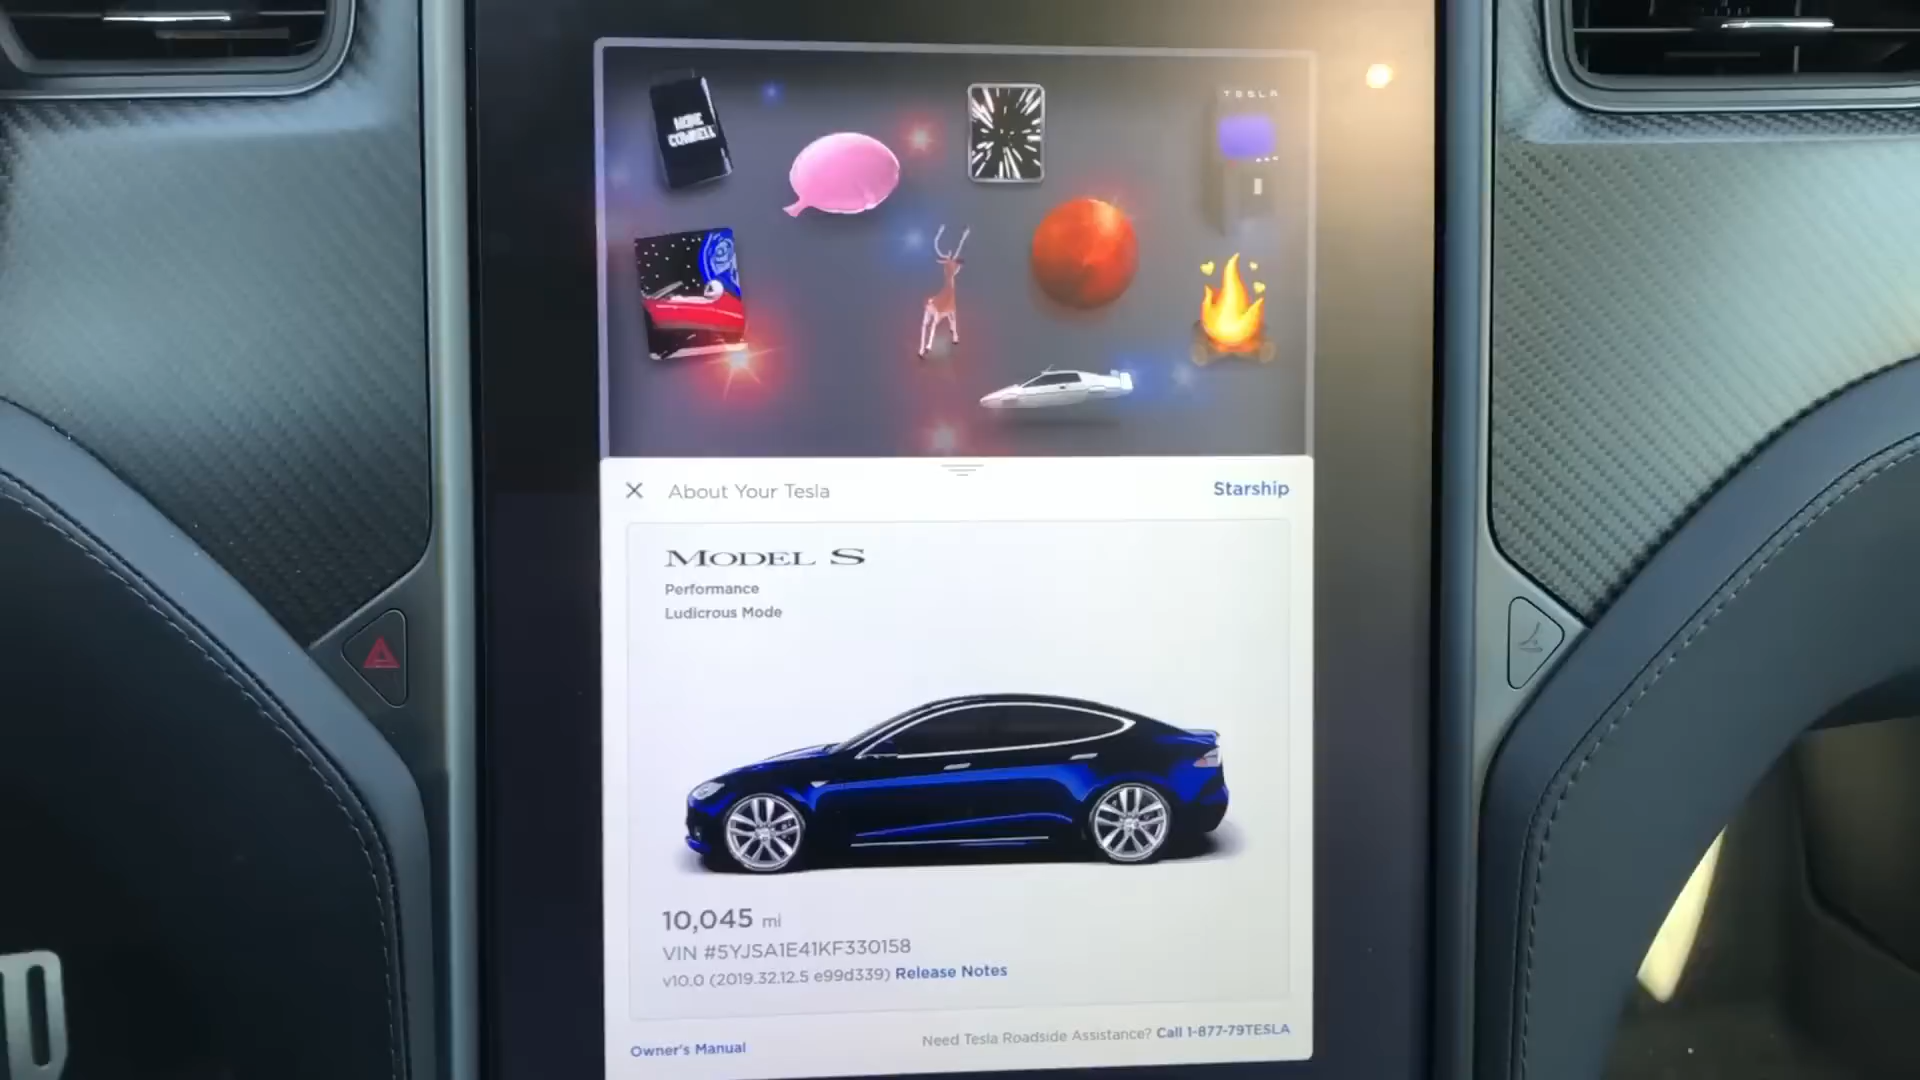 MORE
COWBELL
TESLA
About Your Tesla
Starship
MODEL S
Performance
Ludicrous Mode
10,045 mi
VIN #5YJSA1E41KF330158
v10.0 (2019.32.12.5 e99d339) Release Notes
Need Tesla Roadside Assistance? Call 1-877-79TESLA
Owner's Manual